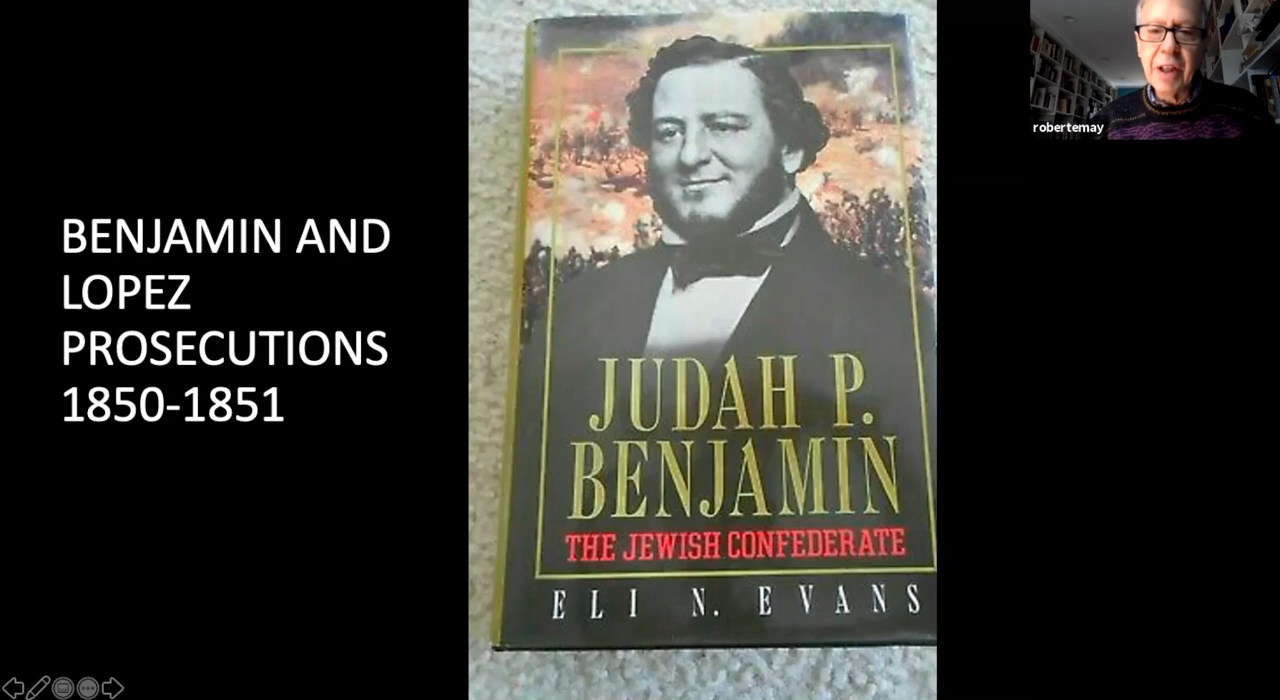 BENJAMIN AND
LOPEZ
PROSECUTIONS
1850-1851
JUDAH P.
BENJAMIN
THE JEWISH CONFEDERATE
ELI N. EVANS
robertemay